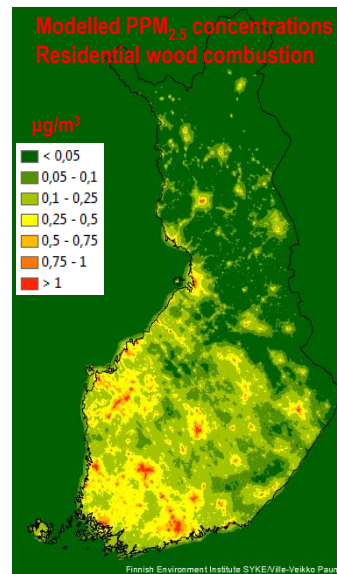 Modelled PPM2.5 concentrations
Residential wood combustion
µg/m³
< 0,05
0,05 - 0,1
0,1 - 0,25
0,25 - 0,5
0,5 - 0,75
0,75 - 1
> 1
Finnish Environment Institute SYKE/Ville-Veikko Paun